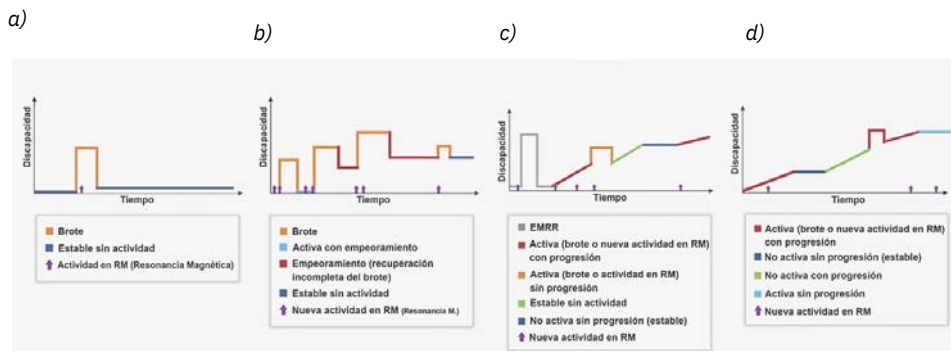 a)
b)
c)
d)
Discapacidad
Tiempo
Brote
Estable sin actividad
Actividad en RM (Resonancia Magnética)
Discapacidad
Tiempo
Brote
Activa con empeoramiento
Empeoramiento (recuperación
incompleta del brote)
Estable sin actividad
Nueva actividad en RM (Resonancia M.)
Discapacidad
Tiempo
EMRR
Activa (brote o nueva actividad en RM)
con progresión
Activa (brote o actividad en RM)
sin progresión
Estable sin actividad
No activa sin progresión (estable)
Nueva actividad en RM
Discapacidad
Tiempo
Activa (brote o nueva actividad en RM)
con progresión
No activa sin progresión (estable)
No activa con progresión
Activa sin progresión
Nueva actividad en RM